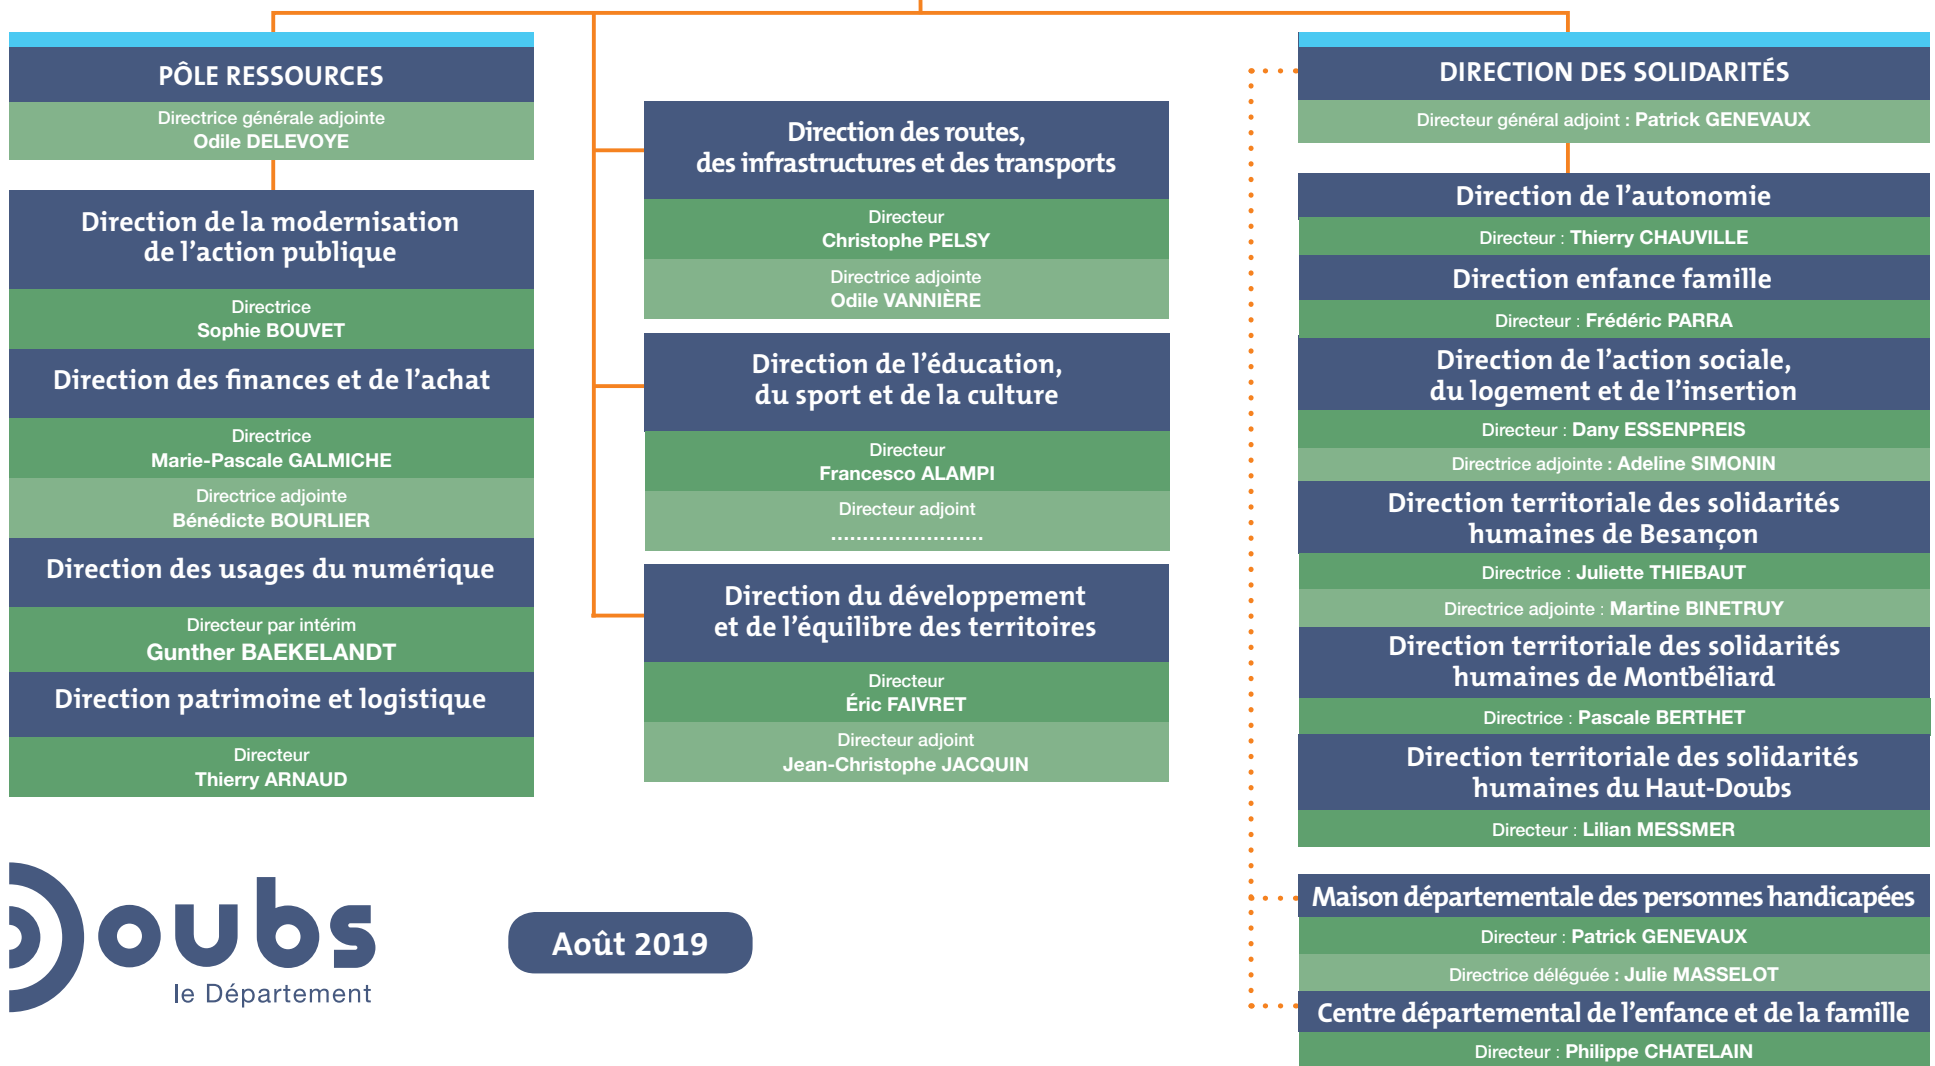 PÔLE RESSOURCES
Directrice générale adjointe
Odile DELEVOYE
Direction de la modernisation
de l'action publique
Directrice
Sophie BOUVET
Direction des finances et de l'achat
Directrice
Marie-Pascale GALMICHE
Directrice adjointe
Bénédicte BOURLIER
Direction des usages du numérique
Directeur par intérim
Gunther BAEKELANDT
Direction patrimoine et logistique
Directeur
Thierry ARNAUD
Direction des routes,
des infrastructures et des transports
Directeur
Christophe PELSY
Directrice adjointe
Odile VANNIÈRE
Direction de l'éducation,
du sport et de la culture
Directeur
Francesco ALAMPI
Directeur adjoint
........................
Direction du développement
et de l'équilibre des territoires
Directeur
Éric FAIVRET
Directeur adjoint
Jean-Christophe JACQUIN
DIRECTION DES SOLIDARITÉS
Directeur général adjoint : Patrick GENEVAUX
Direction de l'autonomie
Directeur : Thierry CHAUVILLE
Direction enfance famille
Directeur : Frédéric PARRA
Direction de l'action sociale,
du logement et de l'insertion
Directeur : Dany ESSENPREIS
Directrice adjointe : Adeline SIMONIN
Direction territoriale des solidarités
humaines de Besançon
Directrice : Juliette THIEBAUT
Directrice adjointe : Martine BINETRUY
Direction territoriale des solidarités
humaines de Montbéliard
Directrice : Pascale BERTHET
Direction territoriale des solidarités
humaines du Haut-Doubs
Directeur : Lilian MESSMER
Maison départementale des personnes handicapées
Directeur : Patrick GENEVAUX
Directrice déléguée : Julie MASSELOT
Centre départemental de l'enfance et de la famille
Directeur : Philippe CHATELAIN
Doubs
le Département
Août 2019